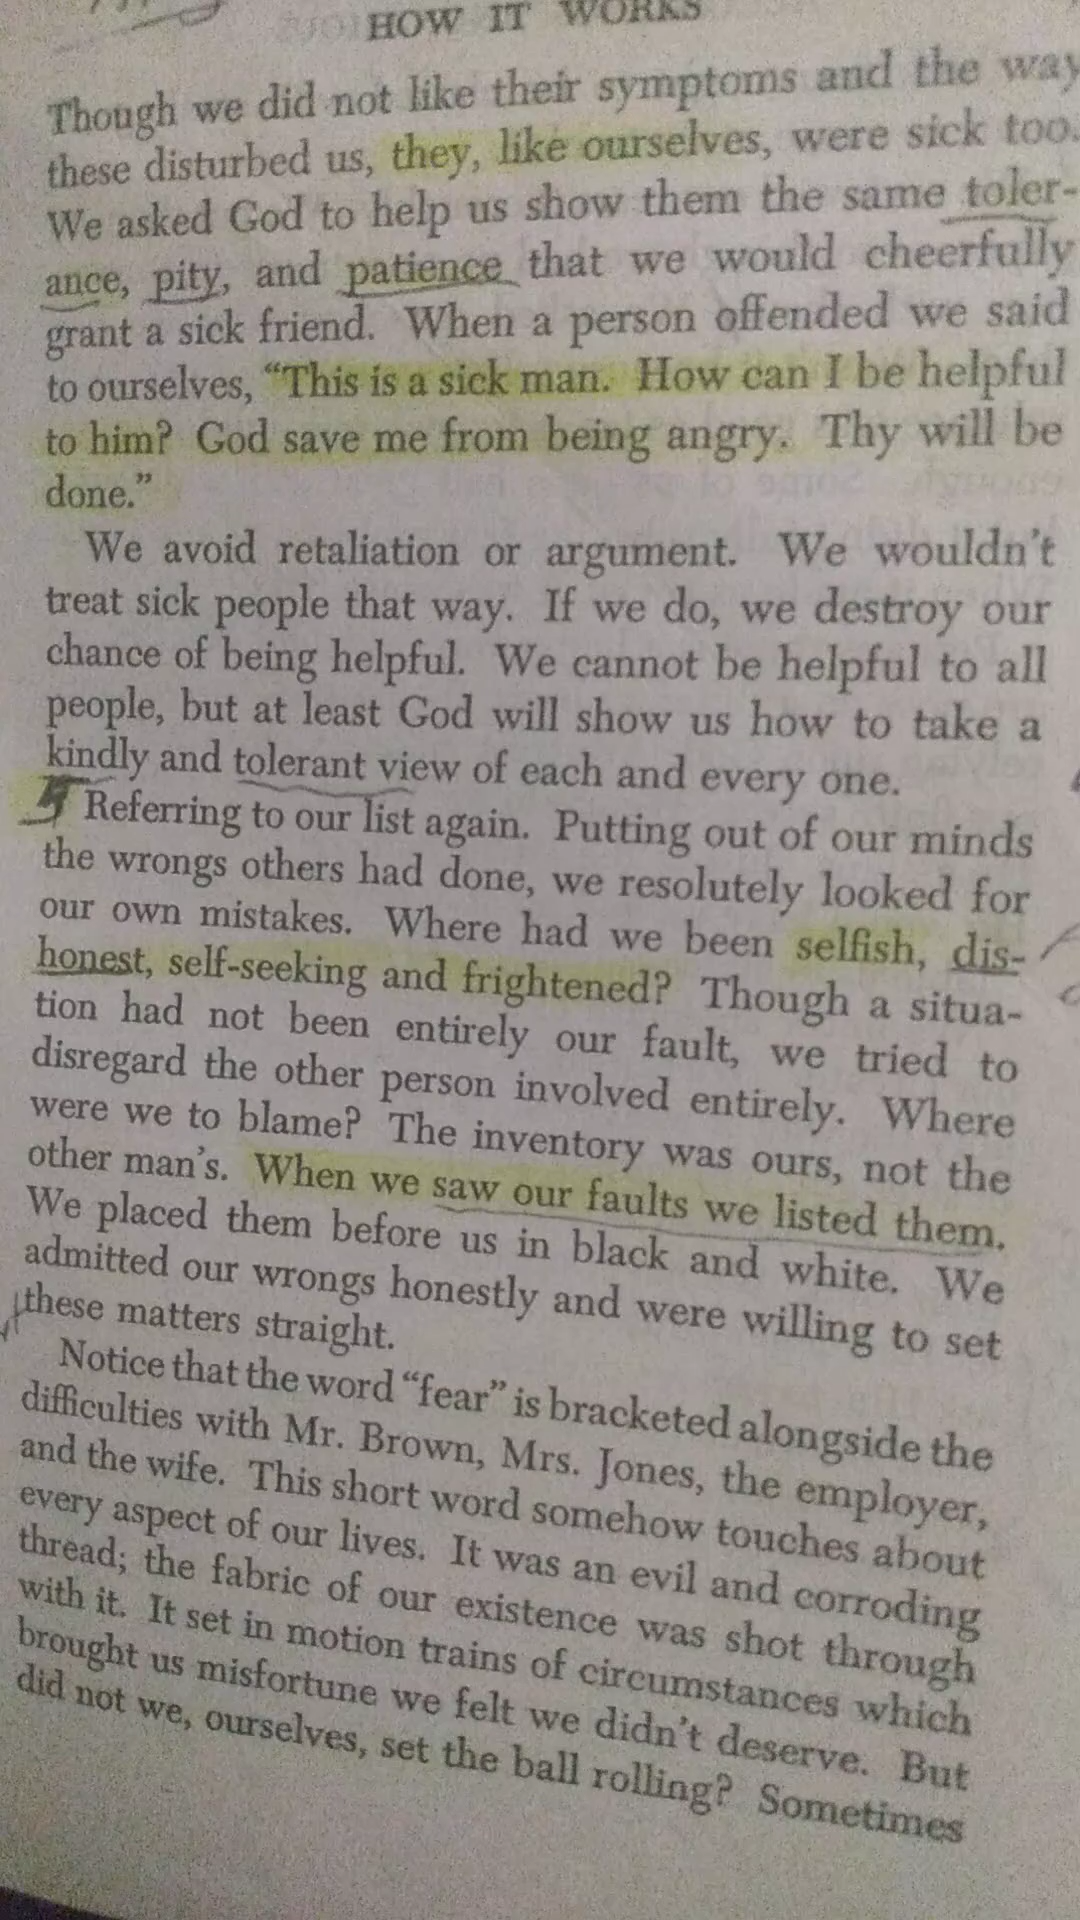 HOW IT WORKS
Though we did not like their symptoms and the way
these disturbed us, they, like ourselves, were sick too.
We asked God to help us show them the same toler-
ance, pity, and patience that we would cheerfully
grant a sick friend. When a person offended we said
to ourselves, “This is a sick man. How can I be helpful
to him? God save me from being angry. Thy will be
done.”
We avoid retaliation or argument. We wouldn't
treat sick people that way. If we do, we destroy our
chance of being helpful. We cannot be helpful to all
people, but at least God will show us how to take a
kindly and tolerant view of each and every one.
Referring to our list again. Putting out of our minds
the wrongs others had done, we resolutely looked for
our own mistakes. Where had we been selfish, dis-
honest, self-seeking and frightened? Though a situa-
tion had not been entirely our fault, we tried to
disregard the other person involved entirely. Where
were we to blame? The inventory was ours, not the
other man's. When we saw our faults we listed them.
We placed them before us in black and white. We
admitted our wrongs honestly and were willing to set
these matters straight.
Notice that the word “fear” is bracketed alongside the
difficulties with Mr. Brown, Mrs. Jones, the employer,
and the wife. This short word somehow touches about
every aspect of our lives. It was an evil and corroding
thread; the fabric of our existence was shot through
with it. It set in motion trains of circumstances which
brought us misfortune we felt we didn't deserve. But
did not we, ourselves, set the ball rolling? Sometimes